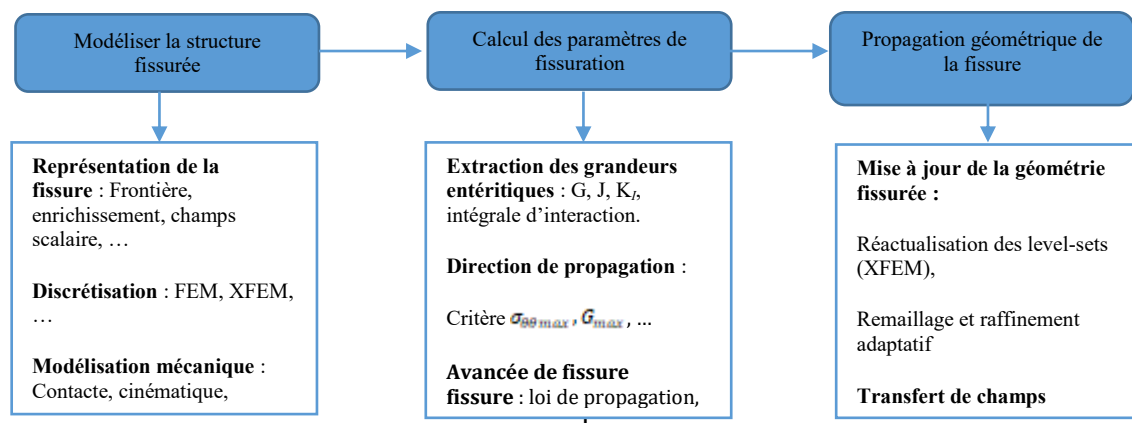 Modéliser la structure
fissurée
Calcul des paramètres de
fissuration
Propagation géométrique de
la fissure
Représentation de la
fissure : Frontière,
enrichissement, champs
scalaire, …
Discrétisation : FEM, XFEM,
…
Modélisation mécanique :
Contacte, cinématique,
Extraction des grandeurs
entéritiques : G, J, K_I,
intégrale d'interaction.
Direction de propagation :
Critère σ_θθmax, G_max, ...
Avancée de fissure
fissure : loi de propagation,
Mise à jour de la géométrie
fissurée :
Réactualisation des level-sets
(XFEM),
Remaillage et raffinement
adaptatif
Transfert de champs